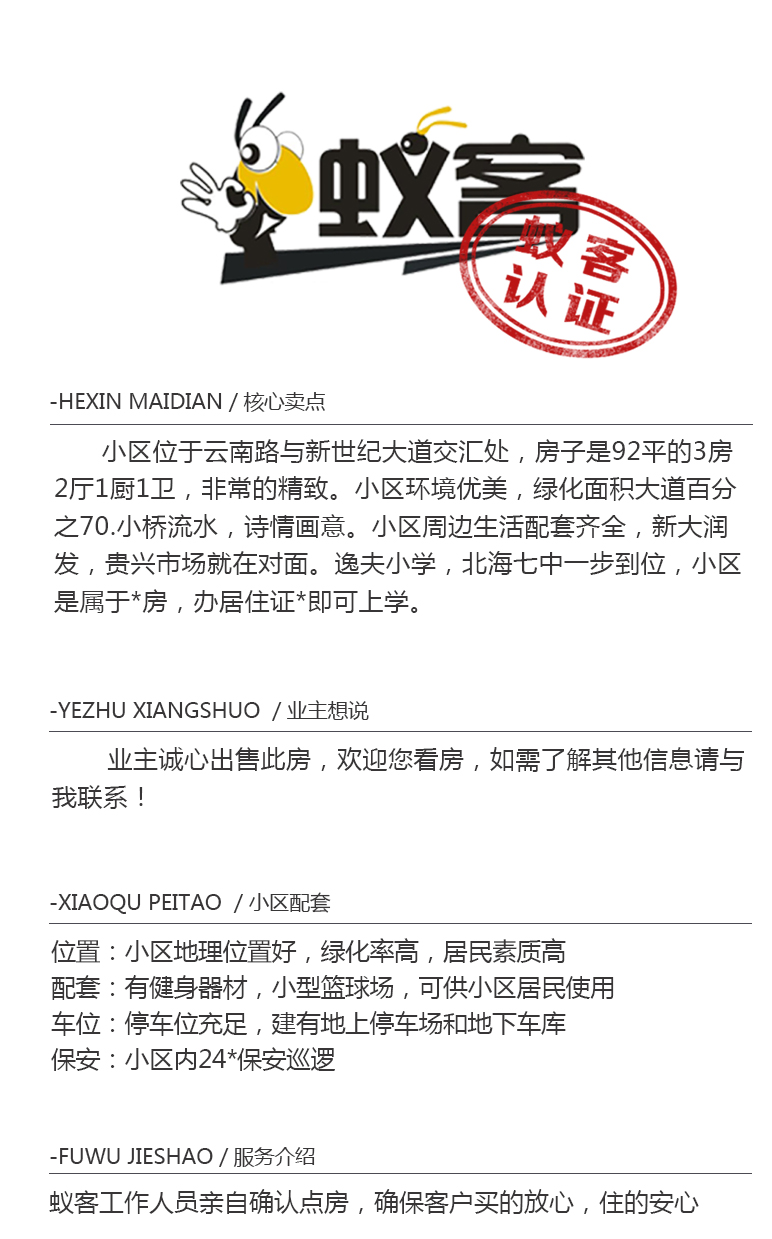 蚁客
蚁客
认证
-HEXIN MAIDIAN / 核心卖点
小区位于云南路与新世纪大道交汇处，房子是92平的3房
2厅1厨1卫，非常的精致。小区环境优美，绿化面积大道百分
之70.小桥流水，诗情画意。小区周边生活配套齐全，新大润
发，贵兴市场就在对面。逸夫小学，北海七中一步到位，小区
是属于*房，办居住证*即可上学。
-YEZHU XIANGSHUO / 业主想说
业主诚心出售此房，欢迎您看房，如需了解其他信息请与
我联系！
-XIAOQU PEITAO / 小区配套
位置：小区地理位置好，绿化率高，居民素质高
配套：有健身器材，小型篮球场，可供小区居民使用
车位：停车位充足，建有地上停车场和地下车库
保安：小区内24*保安巡逻
-FUWU JIESHAO / 服务介绍
蚁客工作人员亲自确认点房，确保客户买的放心，住的安心